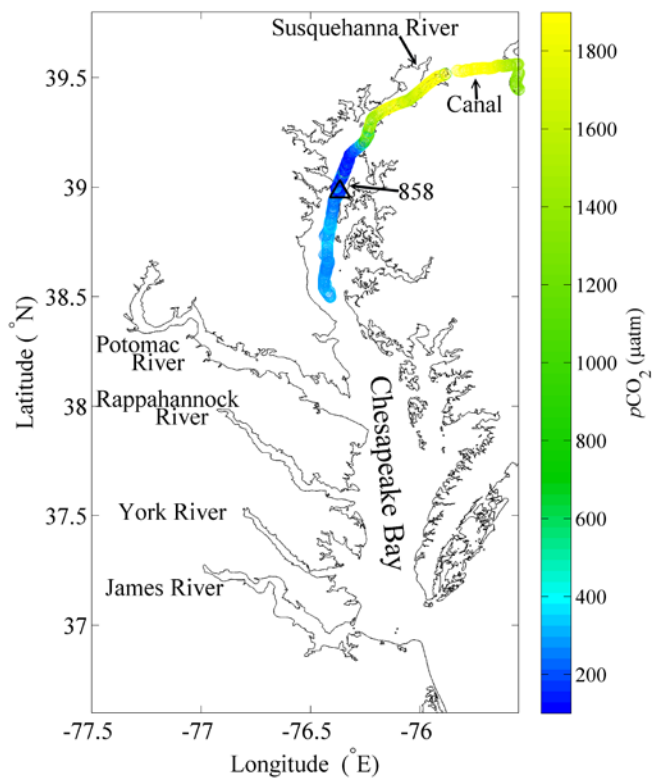 Susquehanna River
Canal
858
Potomac
River
Rappahannock
River
York River
James River
Chesapeake Bay
39.5
39
38.5
38
37.5
37
Latitude ( °N)
-77.5
-77
-76.5
-76
Longitude ( °E)
1800
1600
1400
1200
1000
800
600
400
200
pCO2 (μatm)